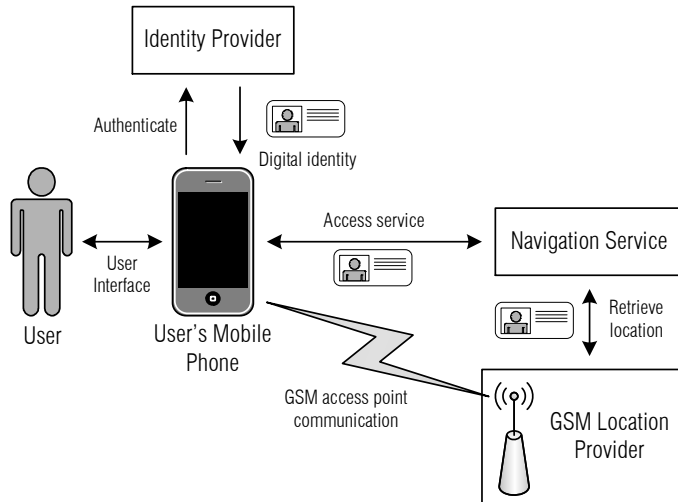 Identity Provider
Authenticate
Digital identity
Access service
Navigation Service
User
Interface
User
User's Mobile
Phone
Retrieve
location
GSM access point
communication
GSM Location
Provider